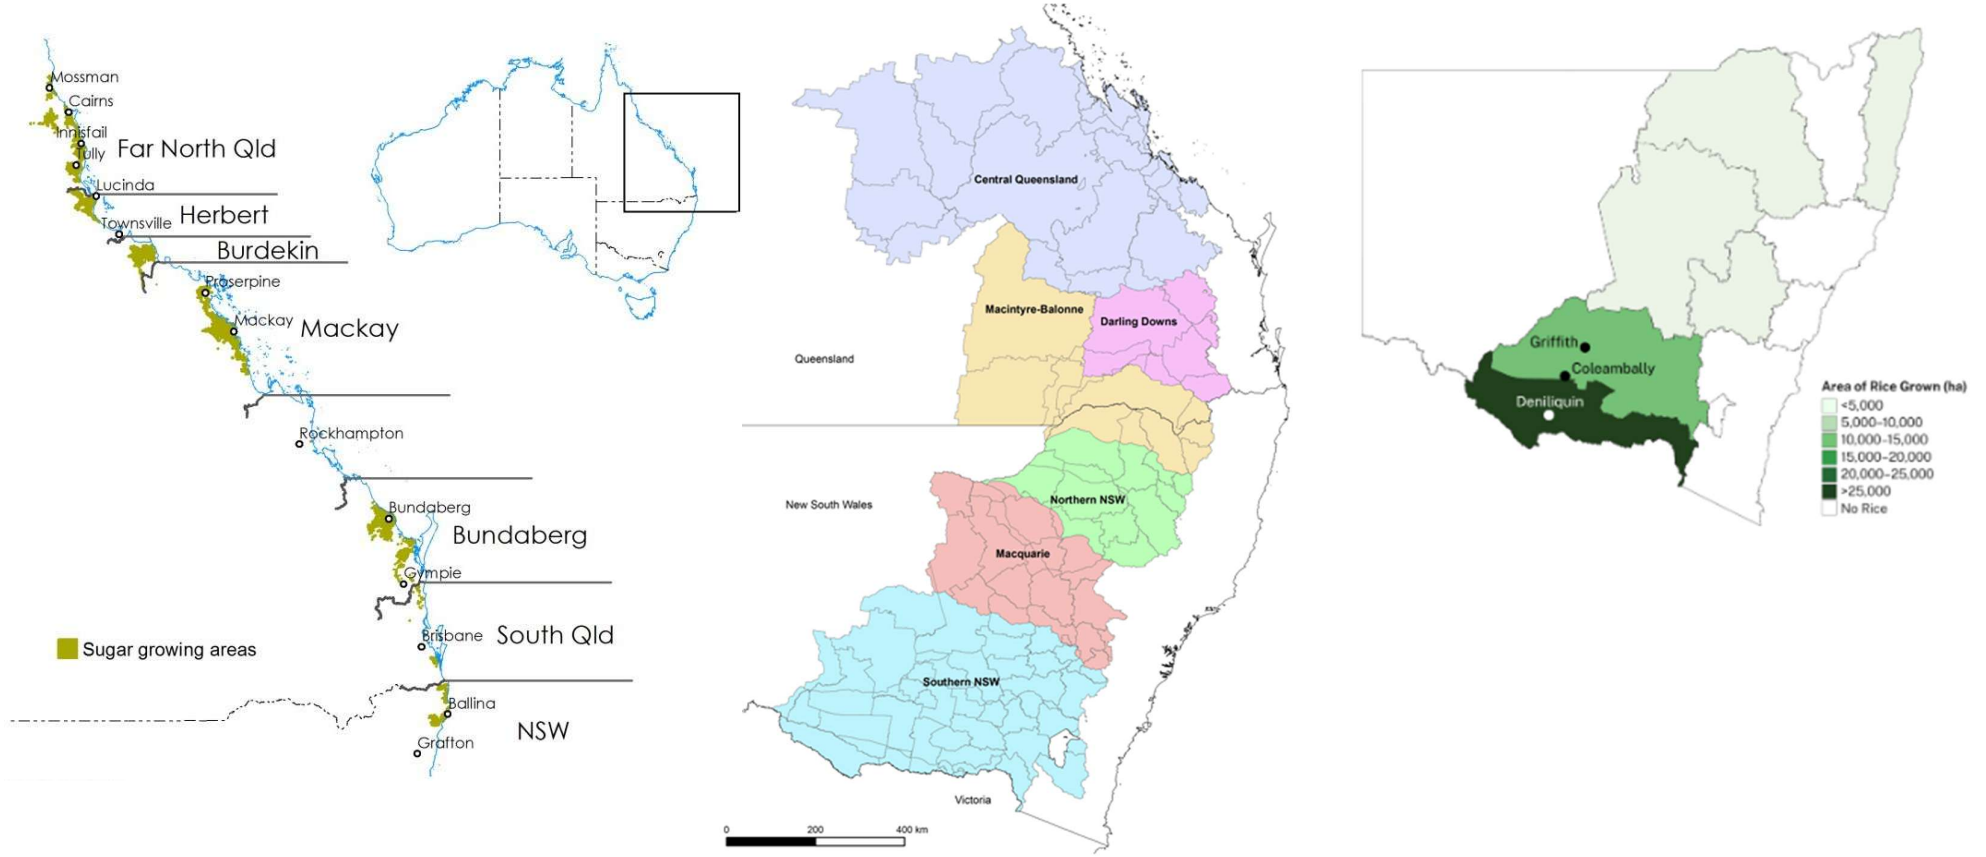 Mossman
Cairns
Innisfail
Tully
Far North Qld
Lucinda
Herbert
Townsville
Burdekin
Proserpine
Mackay
Mackay
Rockhampton
Bundaberg
Bundaberg
Gympie
Brisbane
South Qld
Sugar growing areas
Ballina
NSW
Grafton
Central Queensland
Macintyre-Balonne
Darling Downs
Queensland
Northern NSW
New South Wales
Macquarie
Southern NSW
Victoria
0 200 400 km
Griffith
Coleambally
Deniliquin
Area of Rice Grown (ha)
<5,000
5,000–10,000
10,000–15,000
15,000–20,000
20,000–25,000
>25,000
No Rice